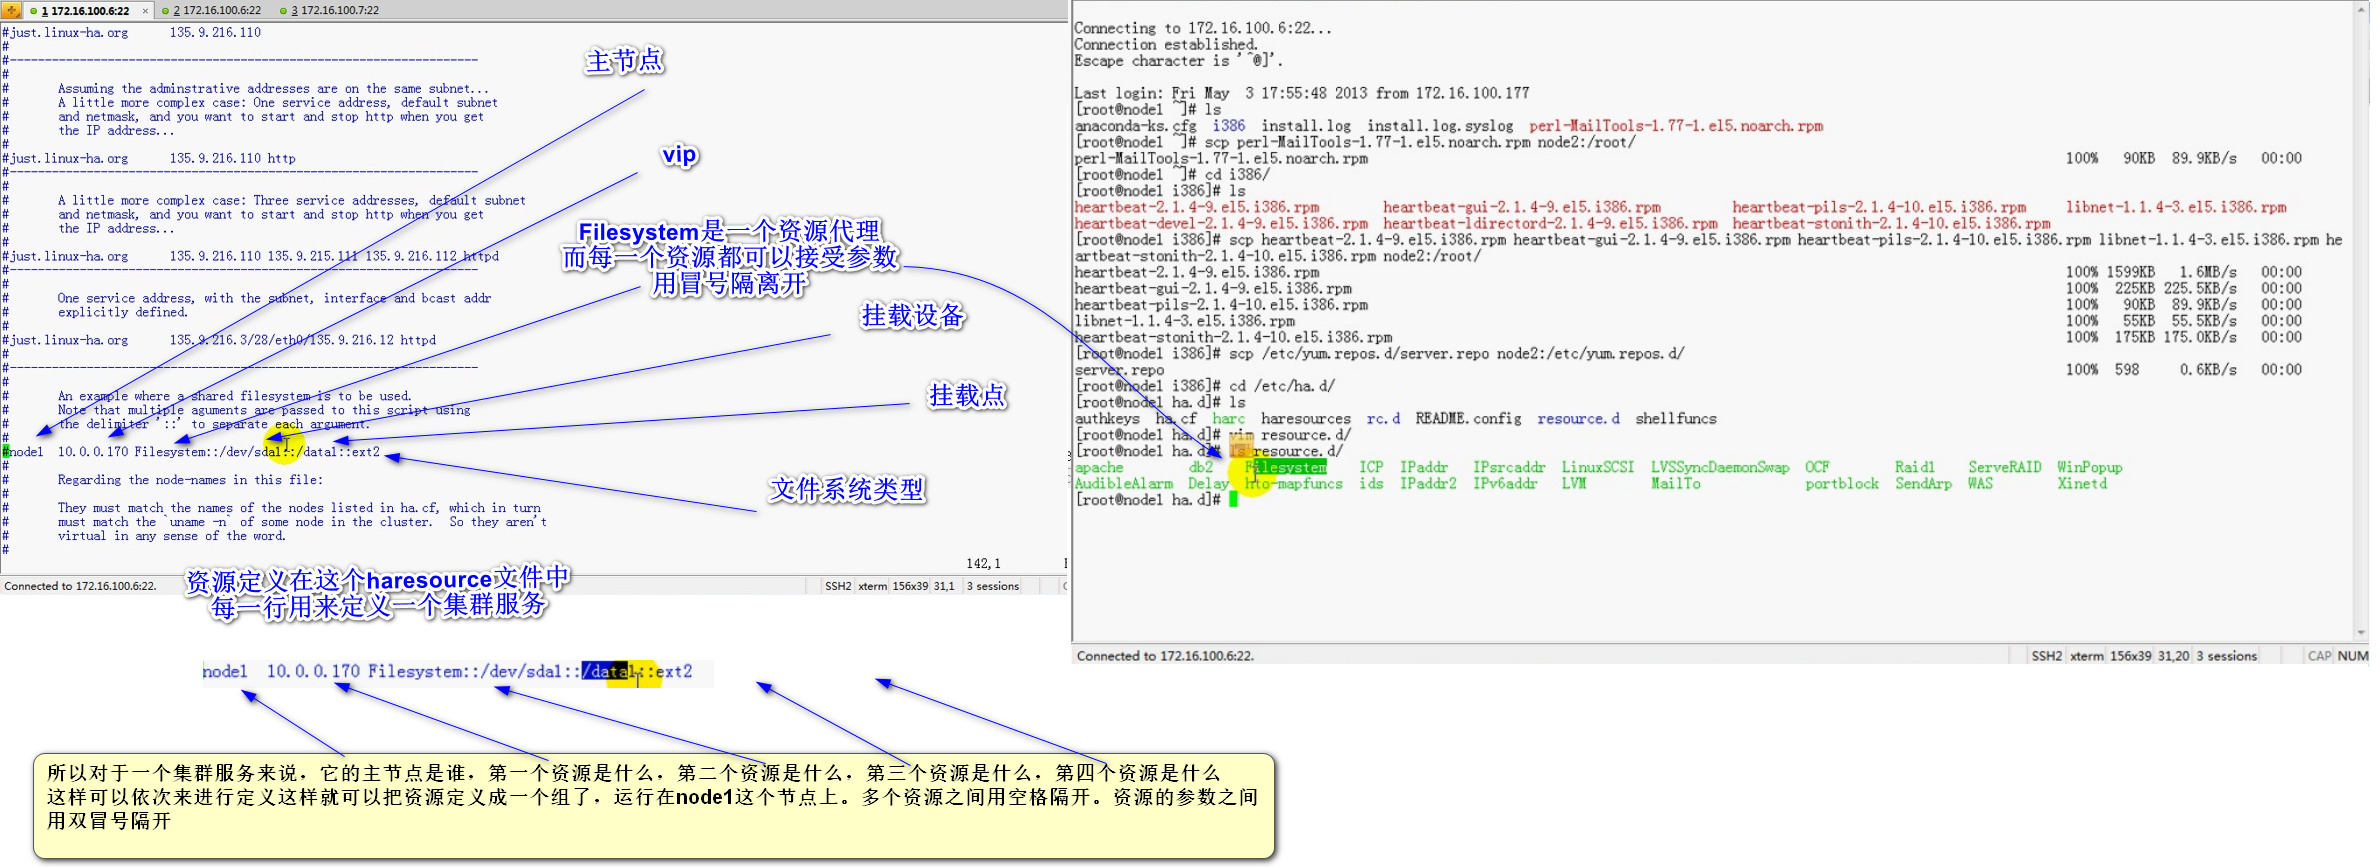 1 172.16.100.6:22 × 2 172.16.100.6:22 3 172.16.100.7:22
#just.linux-ha.org 135.9.216.110
#
#-------------------------------------------------------------------
#
# Assuming the adminstrative addresses are on the same subnet...
# A little more complex case: One service address, default subnet
# and netmask, and you want to start and stop http when you get
# the IP address...
#
#just.linux-ha.org 135.9.216.110 http
#-------------------------------------------------------------------
#
# A little more complex case: Three service addresses, default subnet
# and netmask, and you want to start and stop http when you get
# the IP address...
#
#just.linux-ha.org 135.9.216.110 135.9.215.111 135.9.216.112 httpd
#-------------------------------------------------------------------
#
# One service address, with the subnet, interface and bcast addr
# explicitly defined.
#
#just.linux-ha.org 135.9.216.3/28/eth0/135.9.216.12 httpd
#
#-------------------------------------------------------------------
#
# An example where a shared filesystem is to be used.
# Note that multiple aguments are passed to this script using
# the delimiter '::' to separate each argument.
#
#node1 10.0.0.170 Filesystem::/dev/sda1::/data1::ext2
#
# Regarding the node-names in this file:
#
# They must match the names of the nodes listed in ha.cf, which in turn
# must match the `uname -n` of some node in the cluster. So they aren't
# virtual in any sense of the word.
#
142,1
Connected to 172.16.100.6:22. SSH2 xterm 156x39 31,1 3 sessions
主节点
vip
Filesystem是一个资源代理
而每一个资源都可以接受参数
用冒号隔离开
挂载设备
挂载点
文件系统类型
资源定义在这个haresource文件中
每一行用来定义一个集群服务
node1 10.0.0.170 Filesystem::/dev/sda1::/data1::ext2
所以对于一个集群服务来说，它的主节点是谁，第一个资源是什么，第二个资源是什么，第三个资源是什么，第四个资源是什么
这样可以依次来进行定义这样就可以把资源定义成一个组了，运行在node1这个节点上。多个资源之间用空格隔开。资源的参数之间
用双冒号隔开
Connecting to 172.16.100.6:22...
Connection established.
Escape character is '^@]'.
Last login: Fri May 3 17:55:48 2013 from 172.16.100.177
[root@node1 ~]# ls
anaconda-ks.cfg i386 install.log install.log.syslog perl-MailTools-1.77-1.el5.noarch.rpm
[root@node1 ~]# scp perl-MailTools-1.77-1.el5.noarch.rpm node2:/root/
perl-MailTools-1.77-1.el5.noarch.rpm 100% 90KB 89.9KB/s 00:00
[root@node1 ~]# cd i386/
[root@node1 i386]# ls
heartbeat-2.1.4-9.el5.i386.rpm heartbeat-gui-2.1.4-9.el5.i386.rpm heartbeat-pils-2.1.4-10.el5.i386.rpm libnet-1.1.4-3.el5.i386.rpm
heartbeat-devel-2.1.4-9.el5.i386.rpm heartbeat-ldirectord-2.1.4-9.el5.i386.rpm heartbeat-stonith-2.1.4-10.el5.i386.rpm
[root@node1 i386]# scp heartbeat-2.1.4-9.el5.i386.rpm heartbeat-gui-2.1.4-9.el5.i386.rpm heartbeat-pils-2.1.4-10.el5.i386.rpm libnet-1.1.4-3.el5.i386.rpm he
artbeat-stonith-2.1.4-10.el5.i386.rpm node2:/root/
heartbeat-2.1.4-9.el5.i386.rpm 100% 1599KB 1.6MB/s 00:00
heartbeat-gui-2.1.4-9.el5.i386.rpm 100% 225KB 225.5KB/s 00:00
heartbeat-pils-2.1.4-10.el5.i386.rpm 100% 90KB 89.9KB/s 00:00
libnet-1.1.4-3.el5.i386.rpm 100% 55KB 55.5KB/s 00:00
heartbeat-stonith-2.1.4-10.el5.i386.rpm 100% 175KB 175.0KB/s 00:00
[root@node1 i386]# scp /etc/yum.repos.d/server.repo node2:/etc/yum.repos.d/
server.repo 100% 598 0.6KB/s 00:00
[root@node1 i386]# cd /etc/ha.d/
[root@node1 ha.d]# ls
authkeys ha.cf harc haresources rc.d README.config resource.d shellfuncs
[root@node1 ha.d]# vim resource.d/
[root@node1 ha.d]# ls resource.d/
apache db2 Filesystem ICP IPaddr IPsrcaddr LinuxSCSI LVSSyncDaemonSwap OCF Raid1 ServeRAID WinPopup
AudibleAlarm Delay hto-mapfuncs ids IPaddr2 IPv6addr LVM MailTo portblock SendArp WAS Xinetd
[root@node1 ha.d]#
Connected to 172.16.100.6:22. SSH2 xterm 156x39 31,20 3 sessions CAP NUM